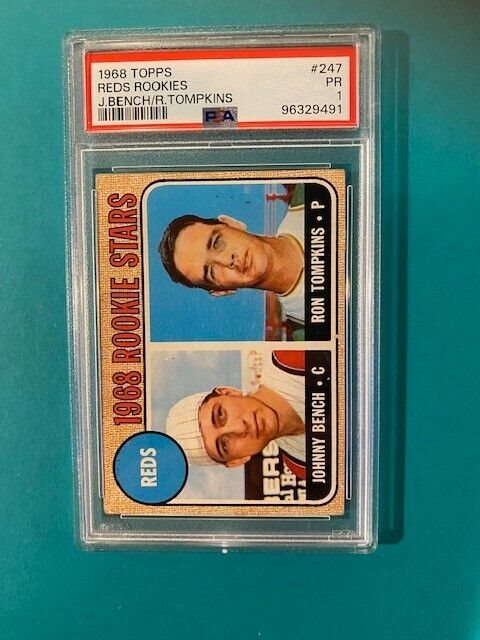 1968 TOPPS
REDS ROOKIES
J.BENCH/R.TOMPKINS
#247
PR
1
PSA
96329491
1968 ROOKIE STARS
REDS
JOHNNY BENCH • C
RON TOMPKINS • P